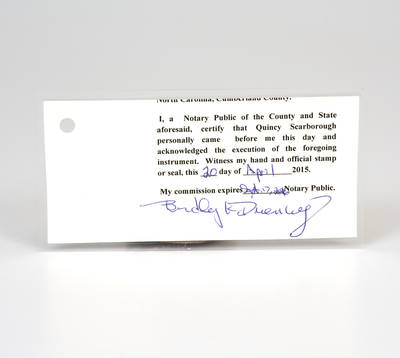 North Carolina, Cumberland County.
I, a Notary Public of the County and State
aforesaid, certify that Quincy Scarborough
personally came before me this day and
acknowledged the execution of the foregoing
instrument. Witness my hand and official stamp
or seal, this 20 day of April 2015.
My commission expires Notary Public.